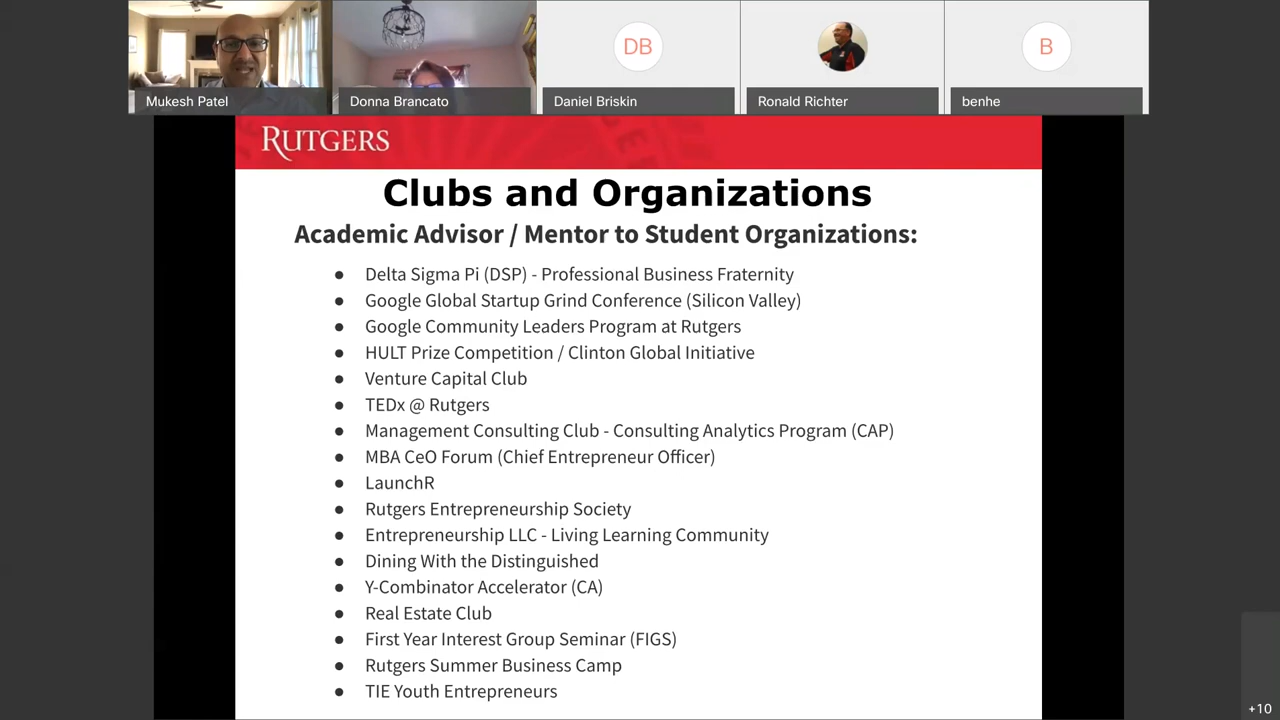 Mukesh Patel
Donna Brancato
DB
Daniel Briskin
Ronald Richter
B
benhe
RUTGERS
Clubs and Organizations
Academic Advisor / Mentor to Student Organizations:
● Delta Sigma Pi (DSP) - Professional Business Fraternity
● Google Global Startup Grind Conference (Silicon Valley)
● Google Community Leaders Program at Rutgers
● HULT Prize Competition / Clinton Global Initiative
● Venture Capital Club
● TEDx @ Rutgers
● Management Consulting Club - Consulting Analytics Program (CAP)
● MBA CeO Forum (Chief Entrepreneur Officer)
● LaunchR
● Rutgers Entrepreneurship Society
● Entrepreneurship LLC - Living Learning Community
● Dining With the Distinguished
● Y-Combinator Accelerator (CA)
● Real Estate Club
● First Year Interest Group Seminar (FIGS)
● Rutgers Summer Business Camp
● TIE Youth Entrepreneurs
+10